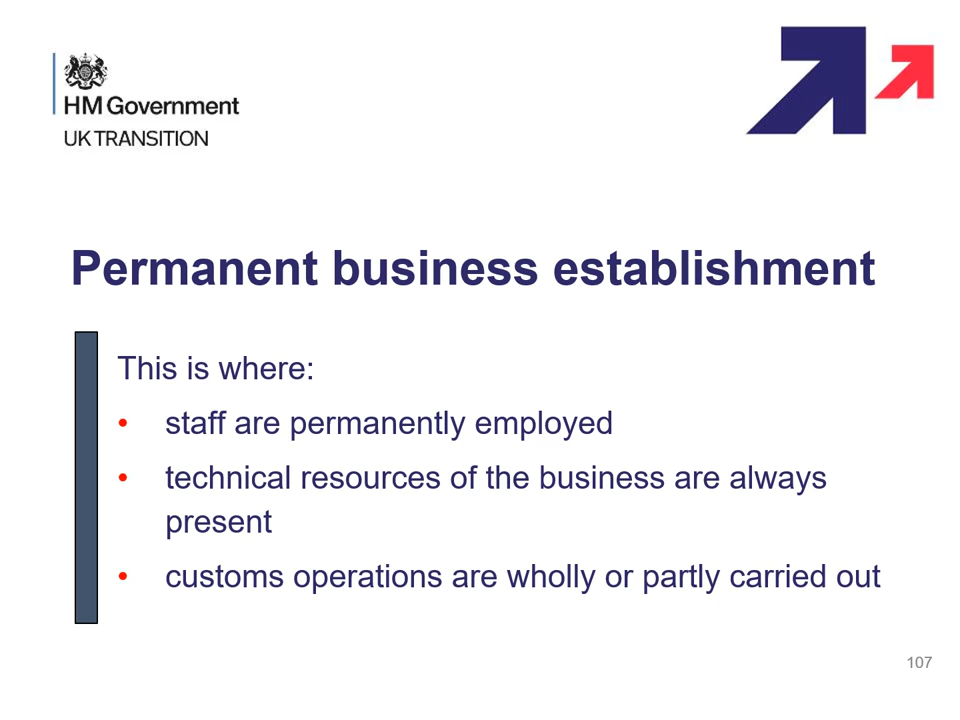 HM Government
UK TRANSITION
Permanent business establishment
This is where:
• staff are permanently employed
• technical resources of the business are always
present
• customs operations are wholly or partly carried out
107